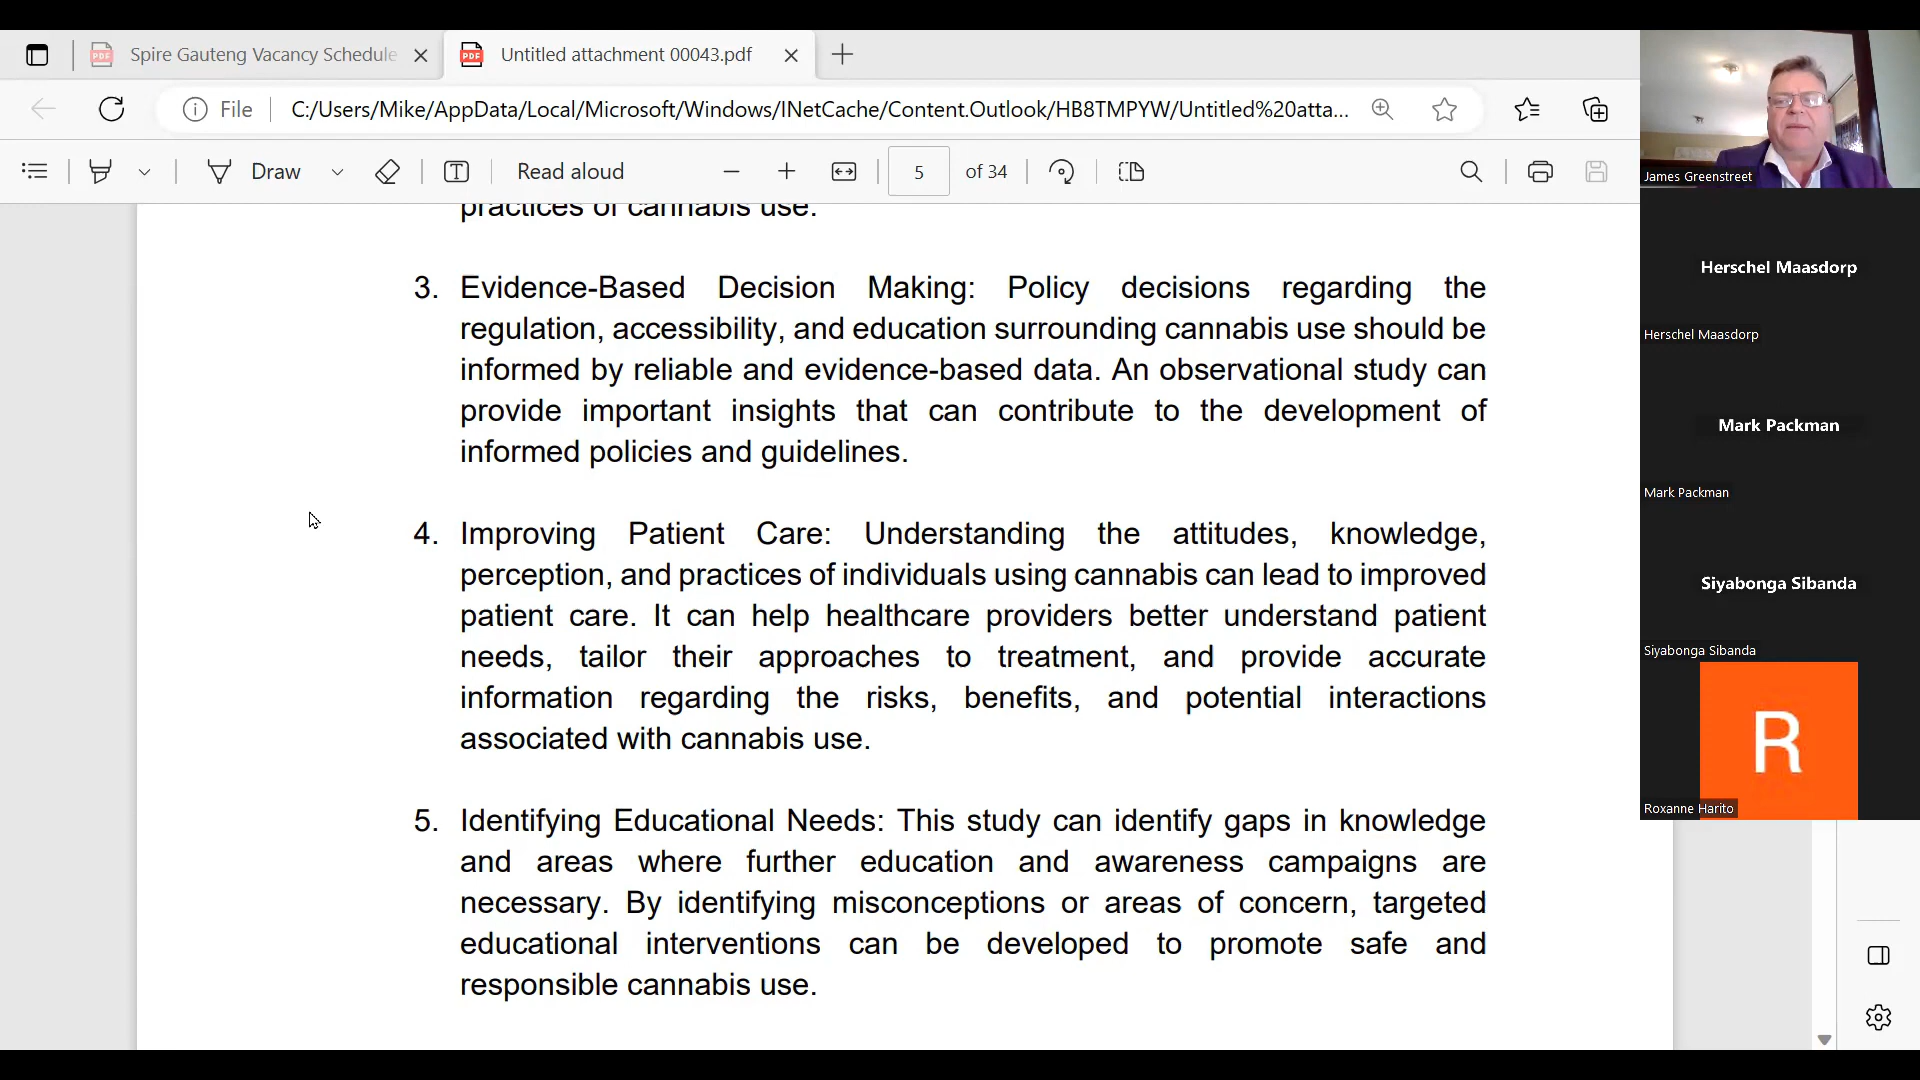 Spire Gauteng Vacancy Schedule
Untitled attachment 00043.pdf
File
C:/Users/Mike/AppData/Local/Microsoft/Windows/INetCache/Content.Outlook/HB8TMPYW/Untitled%20atta...
Draw
Read aloud
5
of 34
practices of cannabis use.
3. Evidence-Based Decision Making: Policy decisions regarding the
regulation, accessibility, and education surrounding cannabis use should be
informed by reliable and evidence-based data. An observational study can
provide important insights that can contribute to the development of
informed policies and guidelines.
4. Improving Patient Care: Understanding the attitudes, knowledge,
perception, and practices of individuals using cannabis can lead to improved
patient care. It can help healthcare providers better understand patient
needs, tailor their approaches to treatment, and provide accurate
information regarding the risks, benefits, and potential interactions
associated with cannabis use.
5. Identifying Educational Needs: This study can identify gaps in knowledge
and areas where further education and awareness campaigns are
necessary. By identifying misconceptions or areas of concern, targeted
educational interventions can be developed to promote safe and
responsible cannabis use.
James Greenstreet
Herschel Maasdorp
Herschel Maasdorp
Mark Packman
Mark Packman
Siyabonga Sibanda
Siyabonga Sibanda
R
Roxanne Harito